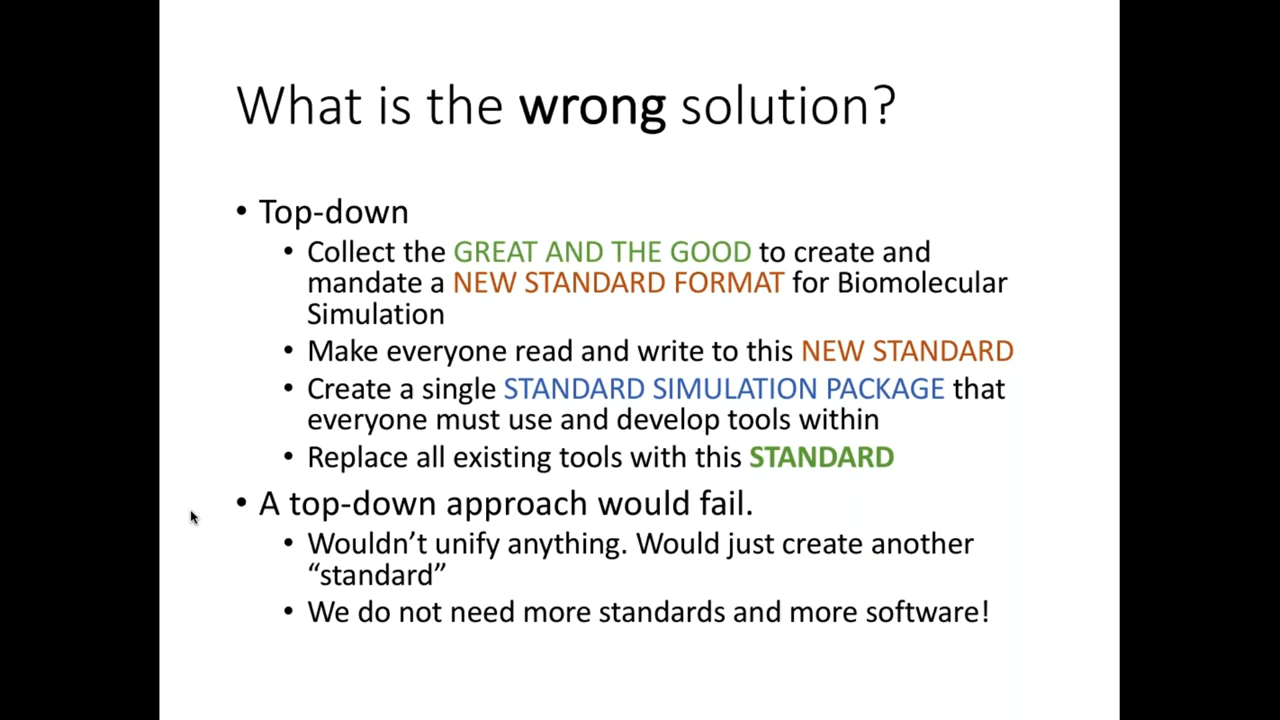 What is the wrong solution?
• Top-down
• Collect the GREAT AND THE GOOD to create and
mandate a NEW STANDARD FORMAT for Biomolecular
Simulation
• Make everyone read and write to this NEW STANDARD
• Create a single STANDARD SIMULATION PACKAGE that
everyone must use and develop tools within
• Replace all existing tools with this STANDARD
• A top-down approach would fail.
• Wouldn’t unify anything. Would just create another
“standard”
• We do not need more standards and more software!